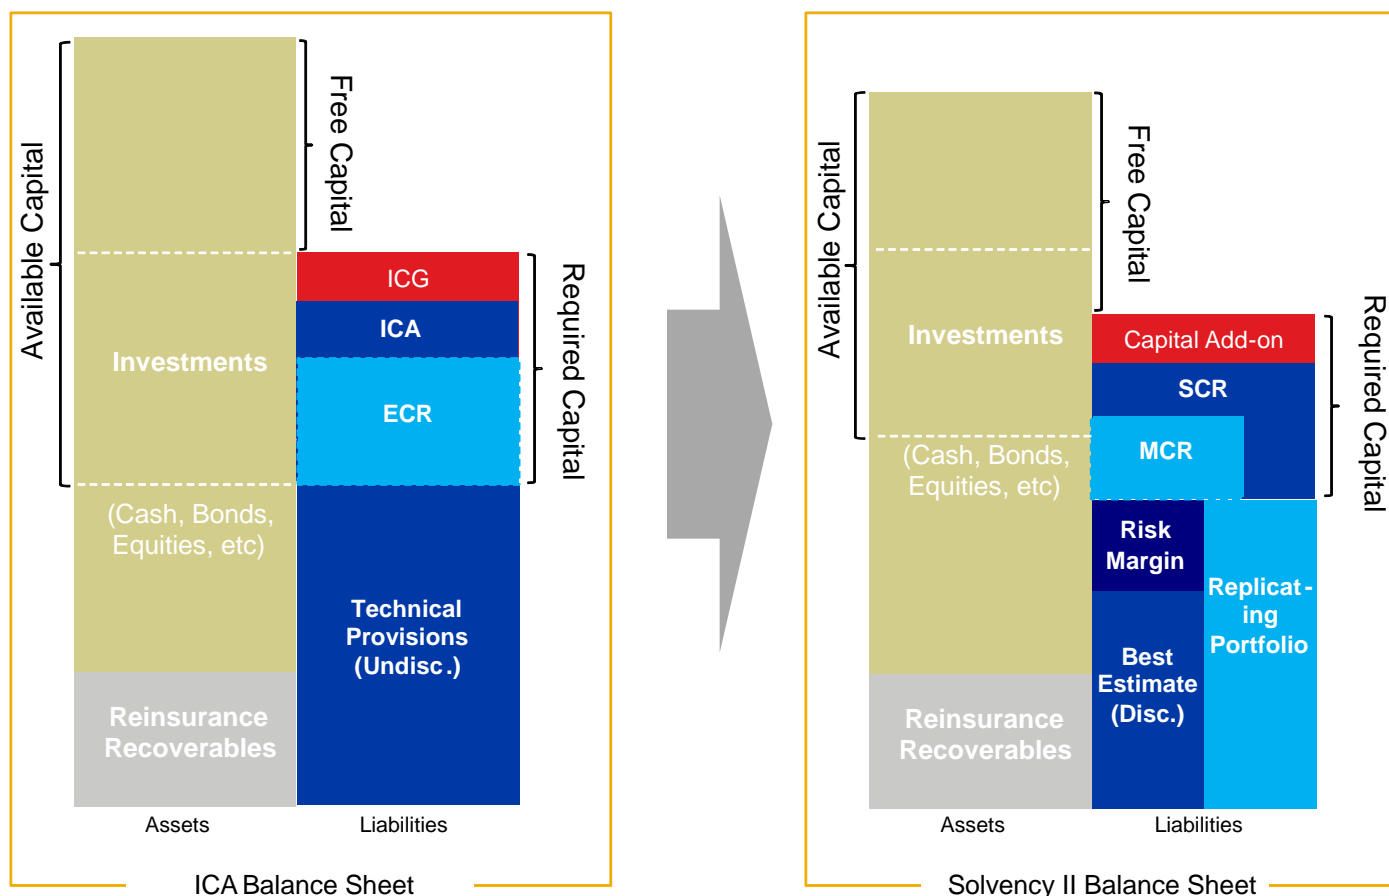 Available Capital
Free Capital
ICG
ICA
ECR
Required Capital
Investments
(Cash, Bonds,
Equities, etc)
Technical
Provisions
(Undisc.)
Reinsurance
Recoverables
Assets
Liabilities
ICA Balance Sheet
Available Capital
Free Capital
Capital Add-on
SCR
MCR
Required Capital
Investments
(Cash, Bonds,
Equities, etc)
Risk
Margin
Replicat-
ing
Portfolio
Best
Estimate
(Disc.)
Reinsurance
Recoverables
Assets
Liabilities
Solvency II Balance Sheet